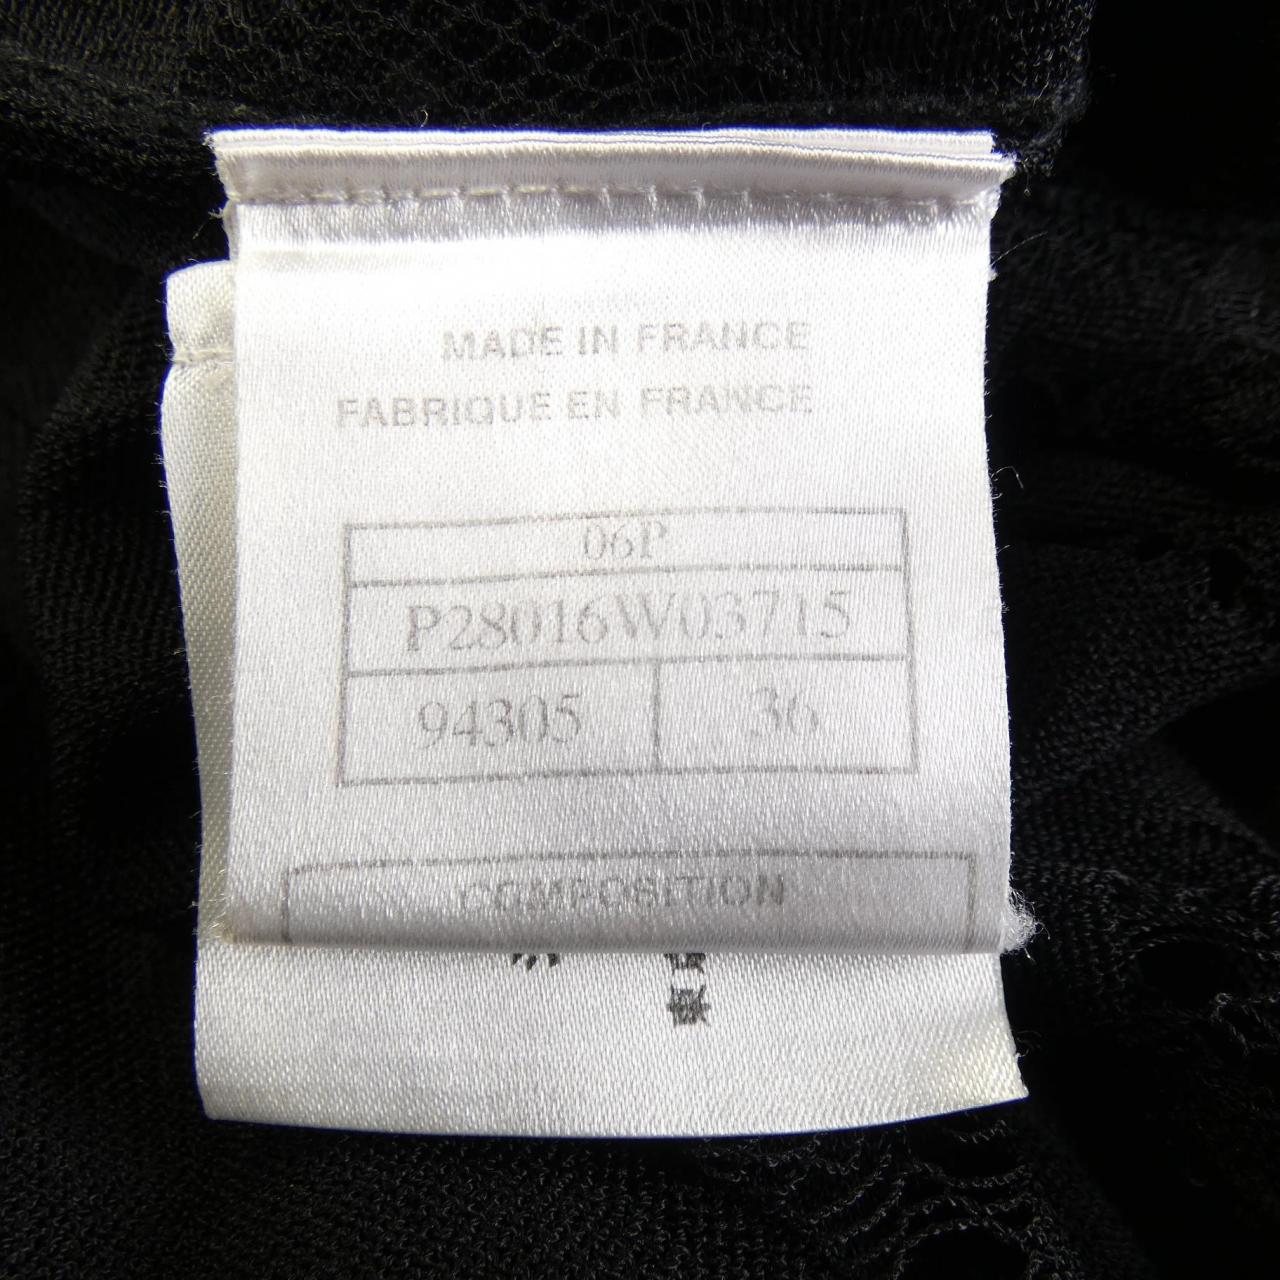 MADE IN FRANCE
FABRIQUE EN FRANCE
06P
P28016W03715
94305 36
COMPOSITION